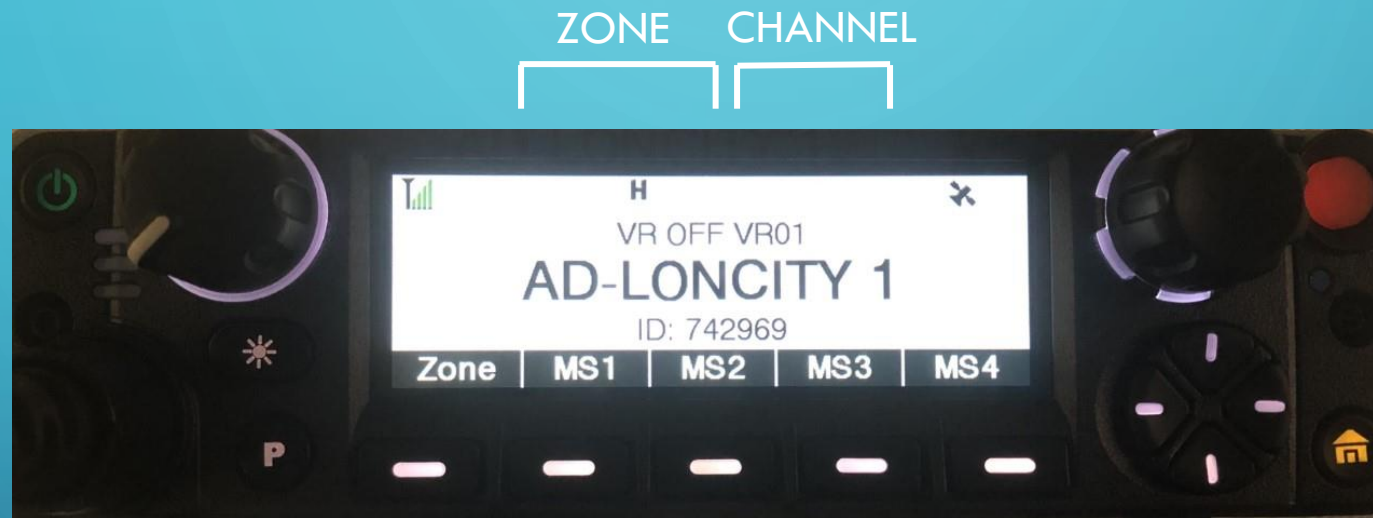 ZONE CHANNEL
H
VR OFF VR01
AD-LONCITY 1
ID: 742969
Zone MS1 MS2 MS3 MS4
P